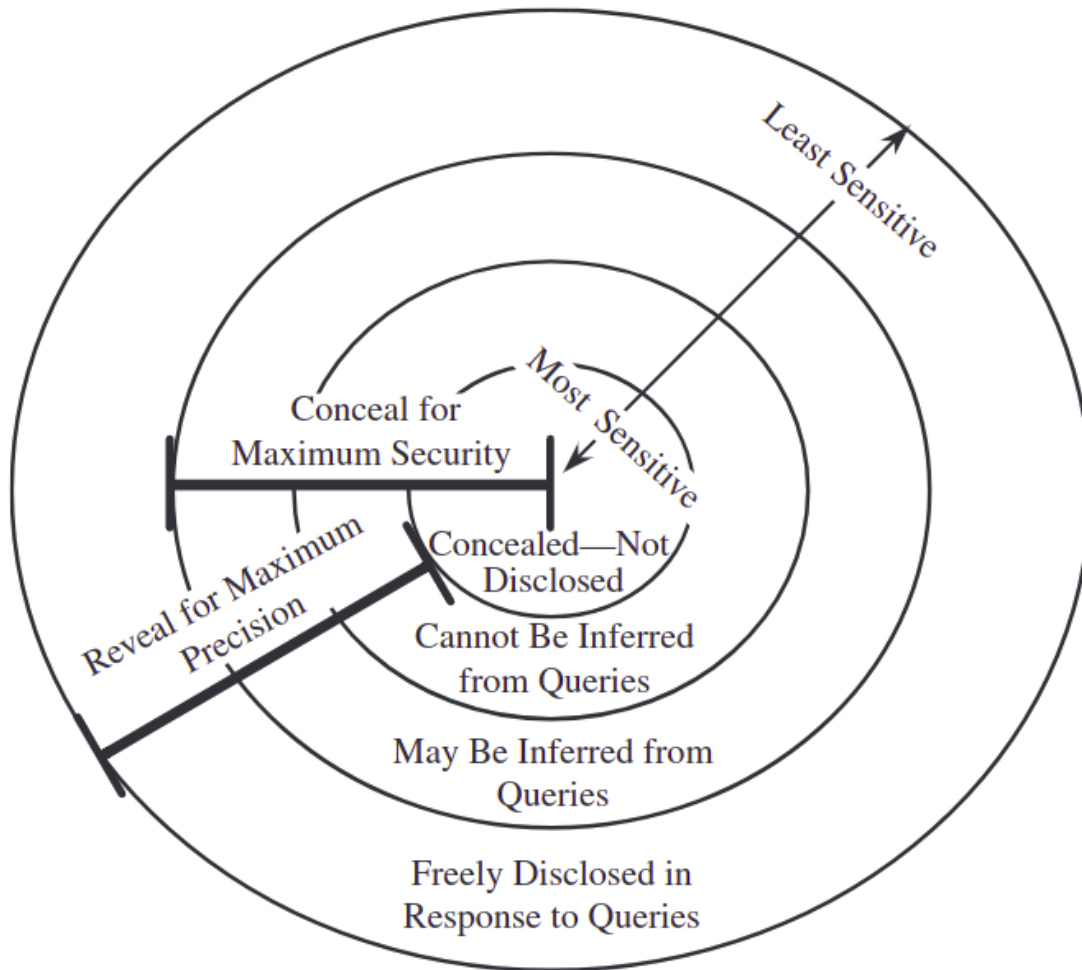 Least Sensitive
Most Sensitive
Conceal for
Maximum Security
Reveal for Maximum
Precision
Concealed—Not
Disclosed
Cannot Be Inferred
from Queries
May Be Inferred from
Queries
Freely Disclosed in
Response to Queries